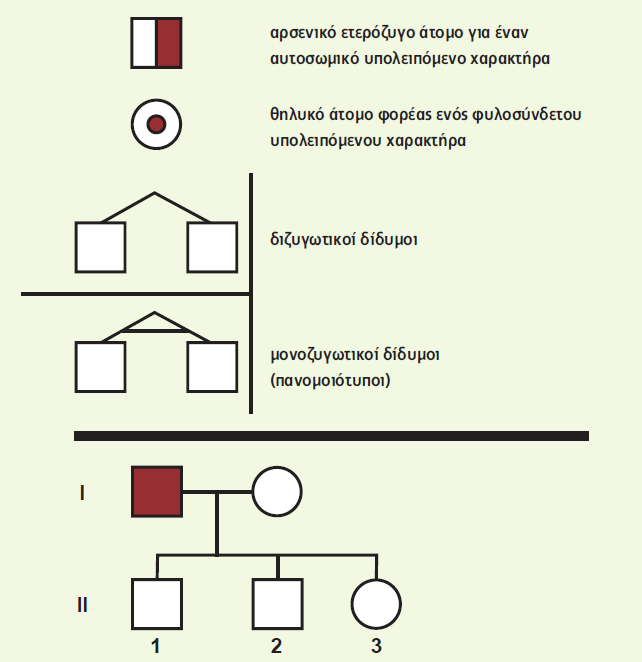 αρσενικό ετερόζυγο άτομο για έναν
αυτοσωμικό υπολειπόμενο χαρακτήρα
θηλυκό άτομο φορέας ενός φυλοσύνδετου
υπολειπόμενου χαρακτήρα
διζυγωτικοί δίδυμοι
μονοζυγωτικοί δίδυμοι
(πανομοιότυποι)
I
II
1 2 3